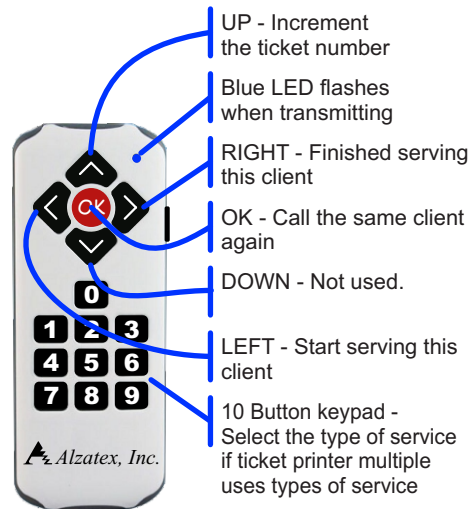 UP - Increment
the ticket number
Blue LED flashes
when transmitting
RIGHT - Finished serving
this client
OK - Call the same client
again
DOWN - Not used.
LEFT - Start serving this
client
10 Button keypad -
Select the type of service
if ticket printer multiple
uses types of service
OK
0
1 2 3
4 5 6
7 8 9
Alzatex, Inc.